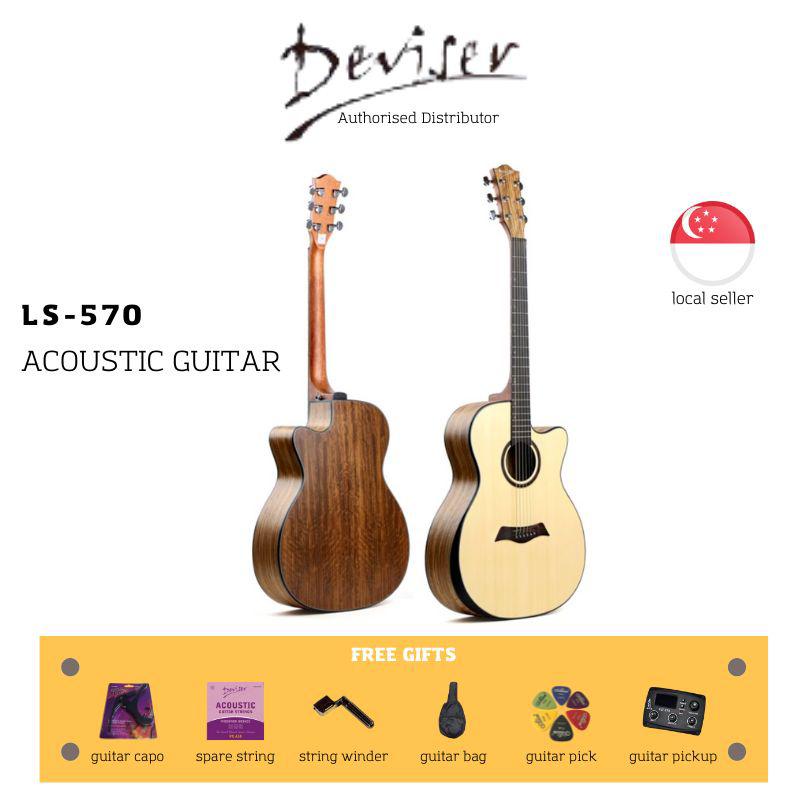 Deviser
Authorised Distributor
local seller
LS-570
ACOUSTIC GUITAR
FREE GIFTS
Deviser
ACOUSTIC
GUITAR STRINGS
guitar capo
spare string
string winder
guitar bag
guitar pick
guitar pickup